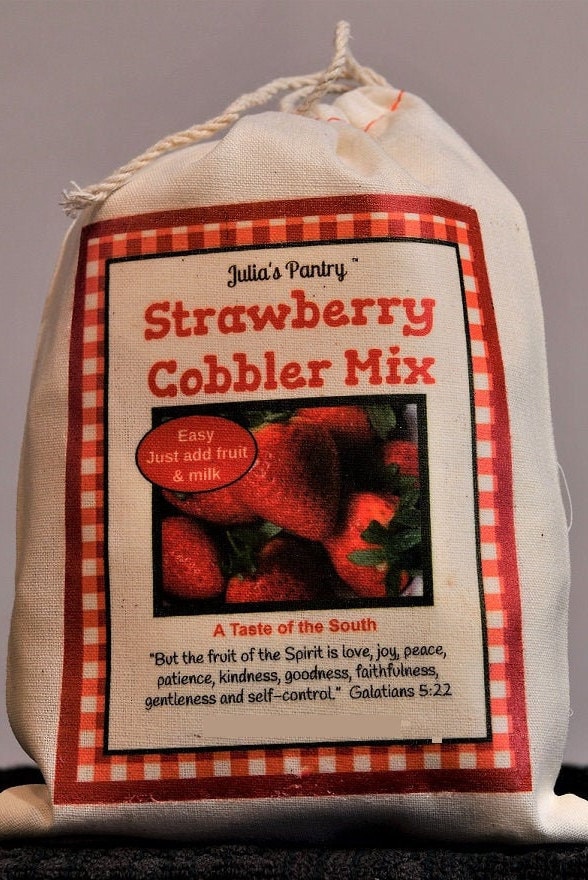 Julia's Pantry™
Strawberry
Cobbler Mix
Easy
Just add fruit
& milk
A Taste of the South
"But the fruit of the Spirit is love, joy, peace,
patience, kindness, goodness, faithfulness,
gentleness and self-control." Galatians 5:22